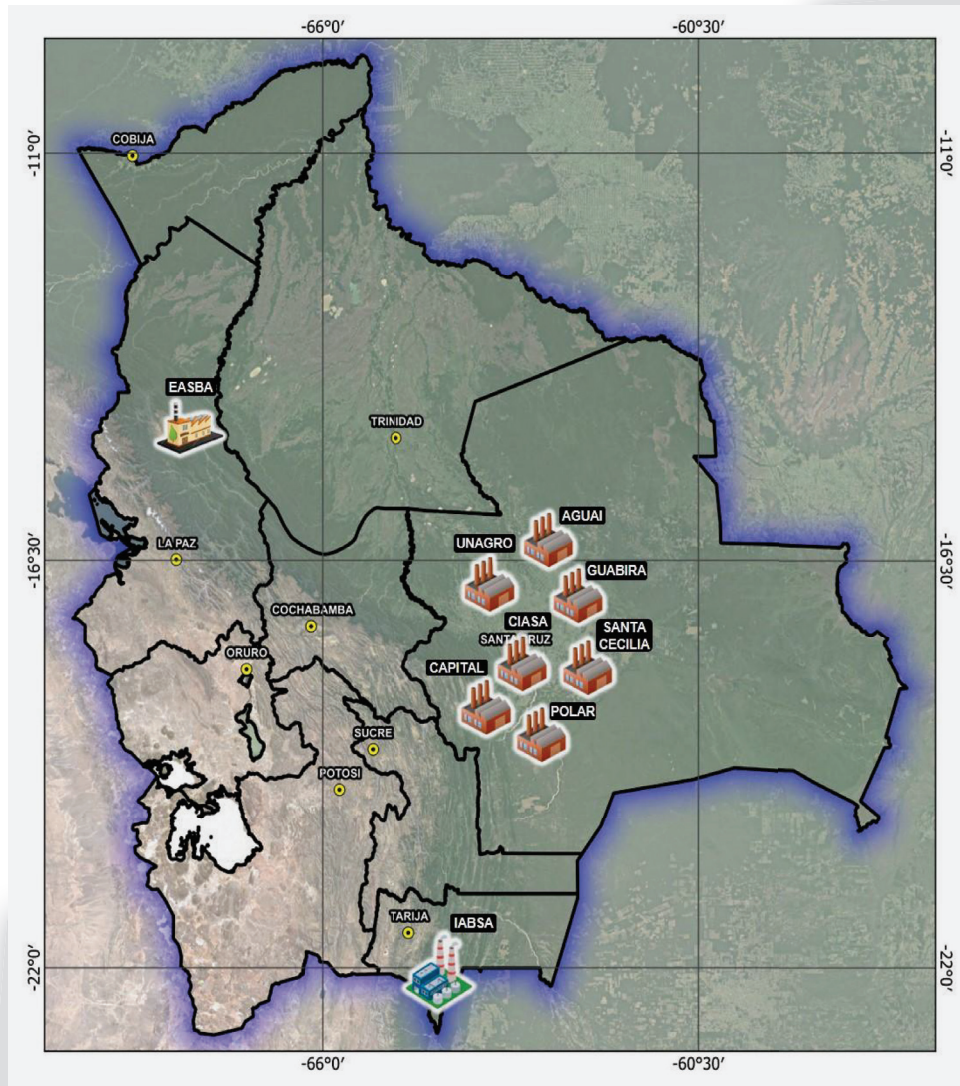 -66°0'
-60°30'
COBIJA
-11°0'
-11°0'
EASBA
TRINIDAD
AGUAI
UNAGRO
LA PAZ
-16°30'
-16°30'
GUABIRA
COCHABAMBA
CIASA
SANTA CRUZ
SANTA
CECILIA
ORURO
CAPITAL
POLAR
SUCRE
POTOSI
TARIJA
IABSA
-22°0'
-22°0'
-66°0'
-60°30'